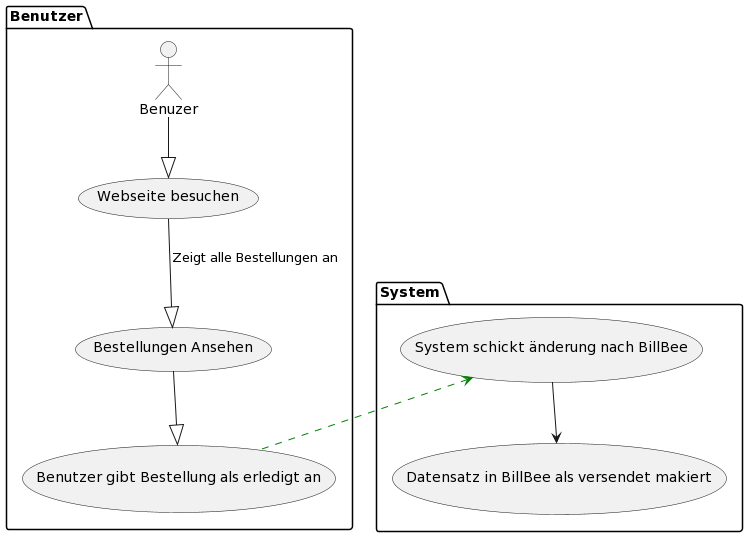 Benutzer
Benuzer
Webseite besuchen
Zeigt alle Bestellungen an
Bestellungen Ansehen
Benutzer gibt Bestellung als erledigt an
System
System schickt änderung nach BillBee
Datensatz in BillBee als versendet makiert